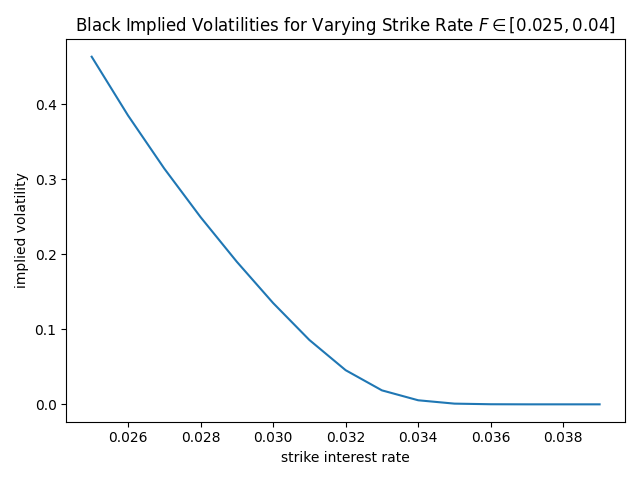 Black Implied Volatilities for Varying Strike Rate F ∈ [0.025, 0.04]
implied volatility
0.4
0.3
0.2
0.1
0.0
0.026 0.028 0.030 0.032 0.034 0.036 0.038
strike interest rate